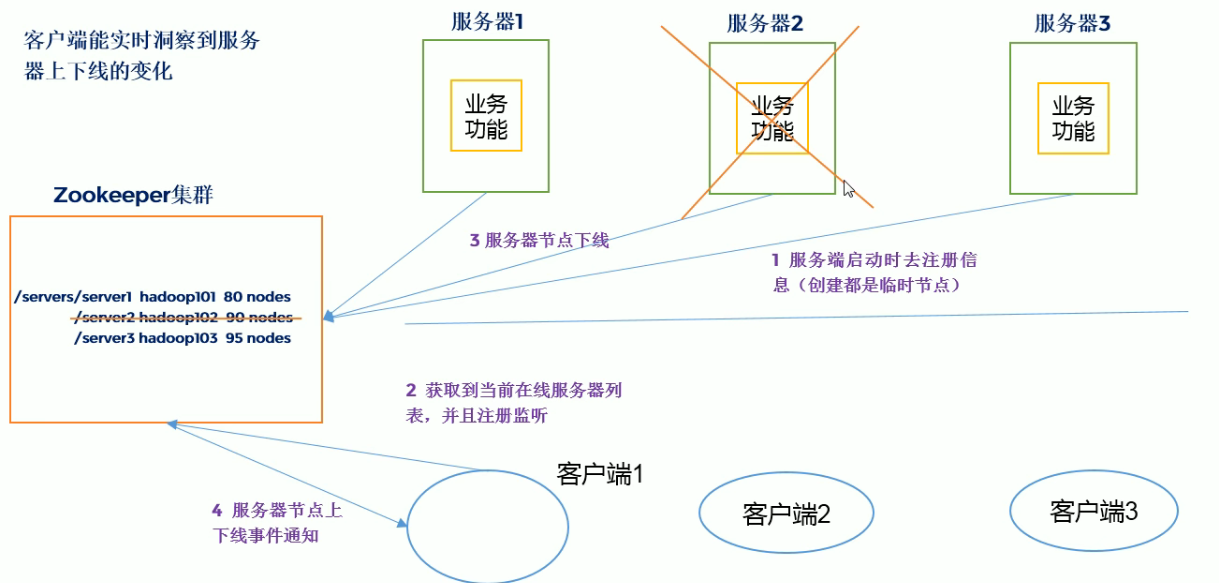 客户端能实时洞察到服务
器上下线的变化
服务器1
服务器2
服务器3
业务
功能
业务
功能
业务
功能
Zookeeper集群
/servers/server1 hadoop101 80 nodes
/server2 hadoop102 90 nodes
/server3 hadoop103 95 nodes
3 服务器节点下线
1 服务端启动时去注册信
息（创建都是临时节点）
2 获取到当前在线服务器列
表，并且注册监听
4 服务器节点上
下线事件通知
客户端1
客户端2
客户端3